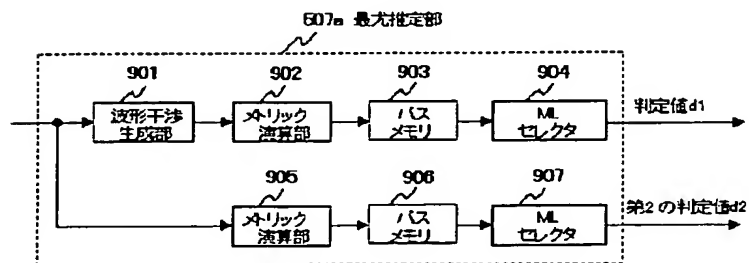 607a 最尤推定部
901
902
903
904
波形干渉
生成部
メトリック
演算部
パス
メモリ
ML
セレクタ
判定値d1
905
906
907
メトリック
演算部
パス
メモリ
ML
セレクタ
第2の判定値d2